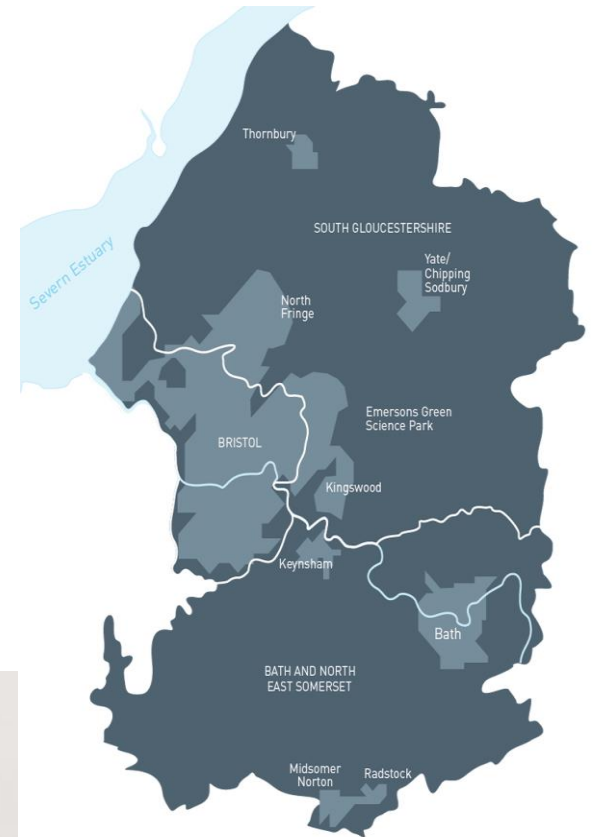 Thornbury
SOUTH GLOUCESTERSHIRE
Severn Estuary
Yate/
Chipping
Sodbury
North
Fringe
Emersons Green
Science Park
BRISTOL
Kingswood
Keynsham
Bath
BATH AND NORTH
EAST SOMERSET
Midsomer
Norton
Radstock